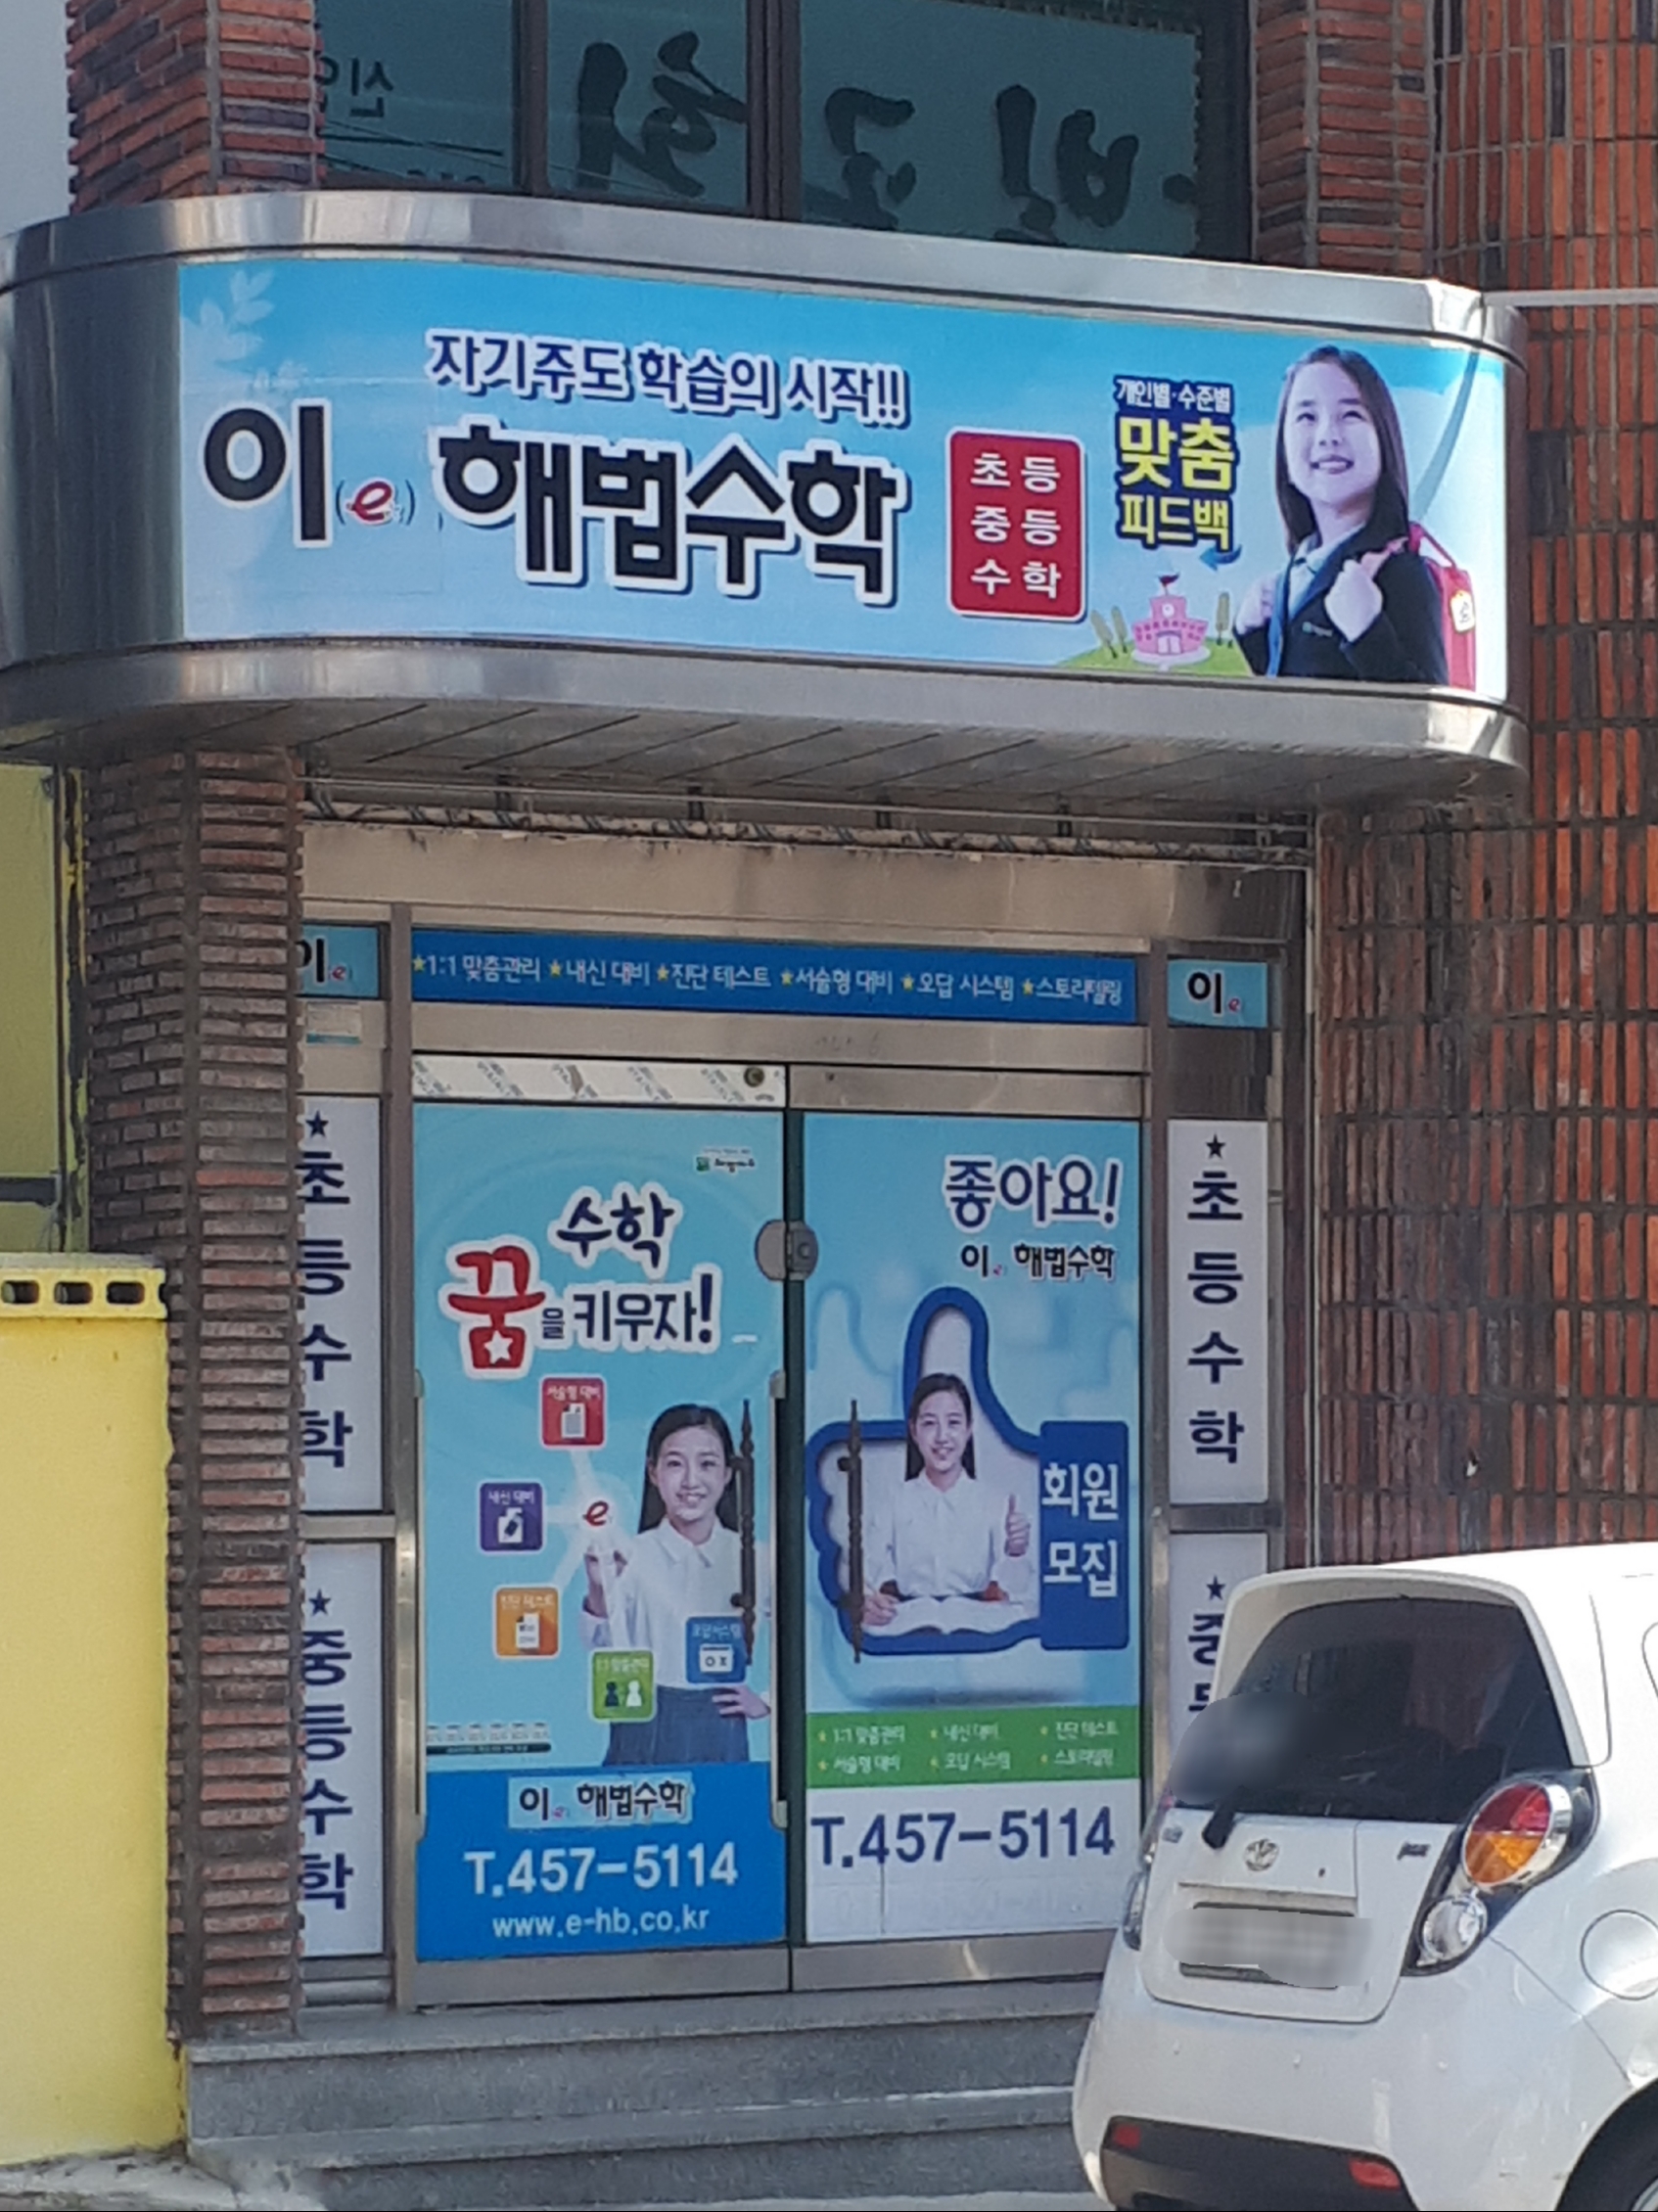 자기주도 학습의 시작!!
이(e) 해법수학
초등
중등
수학
개인별·수준별
맞춤
피드백
이e
★1:1 맞춤관리 ★내신 대비 ★진단 테스트 ★서술형 대비 ★오답 시스템 ★스토리텔링
이e
★초등수학
★중등수학
수학
꿈을 키우자!
서술형 대비
내신 대비
e
진단 테스트
1:1 맞춤관리
오답시스템
OX
이e 해법수학
T.457-5114
www.e-hb.co.kr
좋아요!
이e 해법수학
회원
모집
★ 1:1 맞춤관리 ★ 내신 대비 ★ 진단 테스트
★ 서술형 대비 ★ 오답 시스템 ★ 스토리텔링
T.457-5114
★초등수학
★중